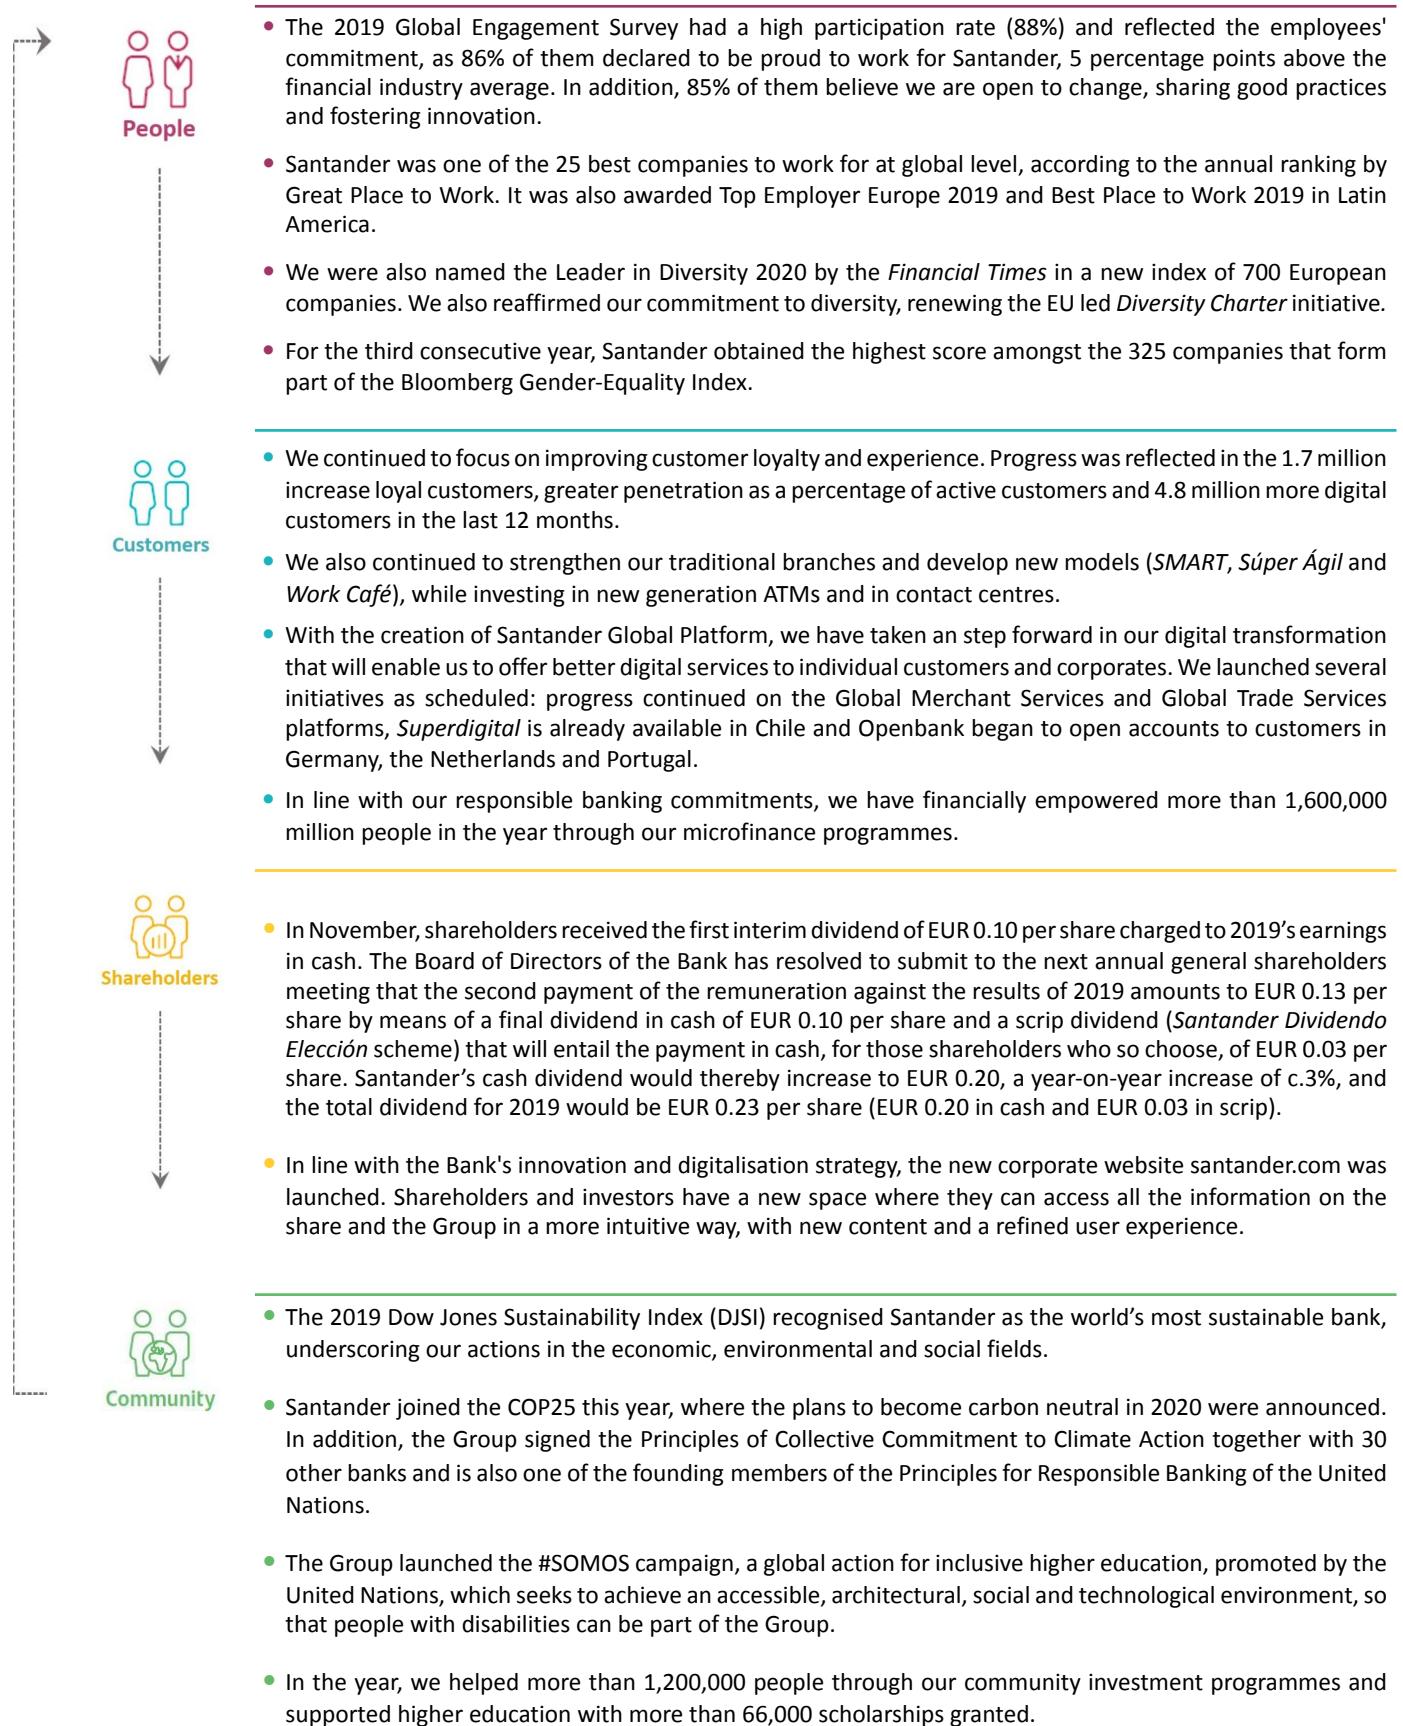 • The 2019 Global Engagement Survey had a high participation rate (88%) and reflected the employees'
commitment, as 86% of them declared to be proud to work for Santander, 5 percentage points above the
financial industry average. In addition, 85% of them believe we are open to change, sharing good practices
and fostering innovation.
People
• Santander was one of the 25 best companies to work for at global level, according to the annual ranking by
Great Place to Work. It was also awarded Top Employer Europe 2019 and Best Place to Work 2019 in Latin
America.
• We were also named the Leader in Diversity 2020 by the Financial Times in a new index of 700 European
companies. We also reaffirmed our commitment to diversity, renewing the EU led Diversity Charter initiative.
• For the third consecutive year, Santander obtained the highest score amongst the 325 companies that form
part of the Bloomberg Gender-Equality Index.
• We continued to focus on improving customer loyalty and experience. Progress was reflected in the 1.7 million
increase loyal customers, greater penetration as a percentage of active customers and 4.8 million more digital
customers in the last 12 months.
Customers
• We also continued to strengthen our traditional branches and develop new models (SMART, Súper Ágil and
Work Café), while investing in new generation ATMs and in contact centres.
• With the creation of Santander Global Platform, we have taken an step forward in our digital transformation
that will enable us to offer better digital services to individual customers and corporates. We launched several
initiatives as scheduled: progress continued on the Global Merchant Services and Global Trade Services
platforms, Superdigital is already available in Chile and Openbank began to open accounts to customers in
Germany, the Netherlands and Portugal.
• In line with our responsible banking commitments, we have financially empowered more than 1,600,000
million people in the year through our microfinance programmes.
• In November, shareholders received the first interim dividend of EUR 0.10 per share charged to 2019's earnings
in cash. The Board of Directors of the Bank has resolved to submit to the next annual general shareholders
Shareholders
meeting that the second payment of the remuneration against the results of 2019 amounts to EUR 0.13 per
share by means of a final dividend in cash of EUR 0.10 per share and a scrip dividend (Santander Dividendo
Elección scheme) that will entail the payment in cash, for those shareholders who so choose, of EUR 0.03 per
share. Santander's cash dividend would thereby increase to EUR 0.20, a year-on-year increase of c.3%, and
the total dividend for 2019 would be EUR 0.23 per share (EUR 0.20 in cash and EUR 0.03 in scrip).
• In line with the Bank's innovation and digitalisation strategy, the new corporate website santander.com was
launched. Shareholders and investors have a new space where they can access all the information on the
share and the Group in a more intuitive way, with new content and a refined user experience.
• The 2019 Dow Jones Sustainability Index (DJSI) recognised Santander as the world's most sustainable bank,
underscoring our actions in the economic, environmental and social fields.
Community
• Santander joined the COP25 this year, where the plans to become carbon neutral in 2020 were announced.
In addition, the Group signed the Principles of Collective Commitment to Climate Action together with 30
other banks and is also one of the founding members of the Principles for Responsible Banking of the United
Nations.
• The Group launched the #SOMOS campaign, a global action for inclusive higher education, promoted by the
United Nations, which seeks to achieve an accessible, architectural, social and technological environment, so
that people with disabilities can be part of the Group.
• In the year, we helped more than 1,200,000 people through our community investment programmes and
supported higher education with more than 66,000 scholarships granted.